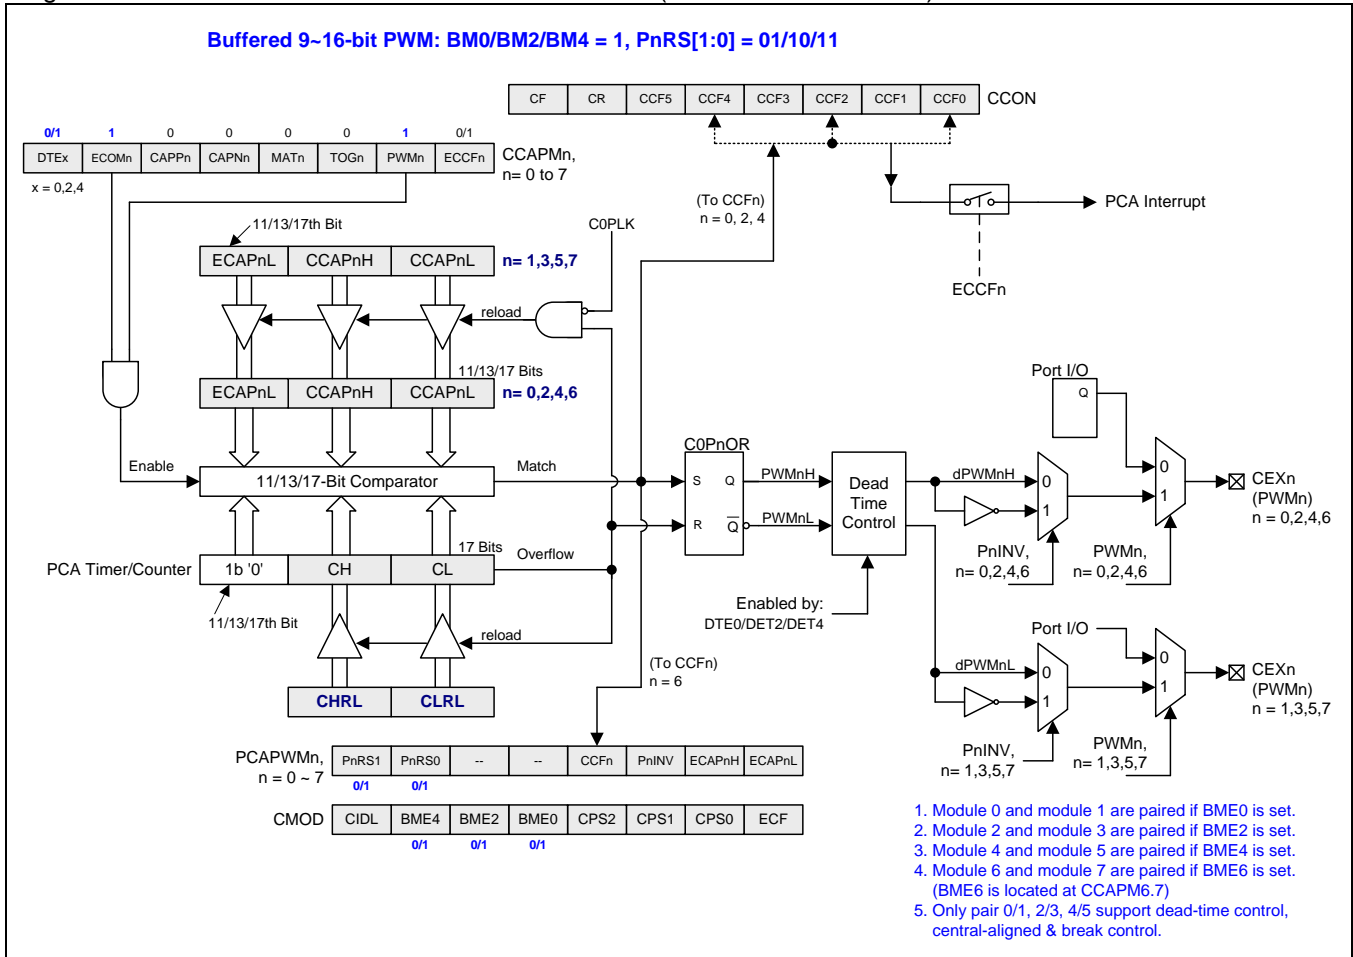 Buffered 9~16-bit PWM: BM0/BM2/BM4 = 1, PnRS[1:0] = 01/10/11
CF CR CCF5 CCF4 CCF3 CCF2 CCF1 CCF0 CCON
0/1 1 0 0 0 0 1 0/1
DTEx ECOMn CAPPn CAPNn MATn TOGn PWMn ECCFn
CCAPMn,
n= 0 to 7
x = 0,2,4
(To CCFn)
n = 0, 2, 4
PCA Interrupt
ECCFn
11/13/17th Bit
C0PLK
ECAPnL CCAPnH CCAPnL n= 1,3,5,7
reload
11/13/17 Bits
ECAPnL CCAPnH CCAPnL n= 0,2,4,6
Port I/O
Q
C0PnOR
Enable
11/13/17-Bit Comparator
Match
S Q
R Q
PWMnH
PWMnL
Dead
Time
Control
dPWMnH
0
1
0
1
CEXn
(PWMn)
n = 0,2,4,6
PnINV,
n= 0,2,4,6
PWMn,
n= 0,2,4,6
17 Bits
Overflow
PCA Timer/Counter 1b '0' CH CL
11/13/17th Bit
Enabled by:
DTE0/DET2/DET4
reload
(To CCFn)
n = 6
Port I/O
dPWMnL
0
1
0
1
CEXn
(PWMn)
n = 1,3,5,7
PnINV,
n= 1,3,5,7
PWMn,
n= 1,3,5,7
CHRL CLRL
PCAPWMn,
n = 0 ~ 7
PnRS1 PnRS0 -- -- CCFn PnINV ECAPnH ECAPnL
0/1 0/1
CMOD CIDL BME4 BME2 BME0 CPS2 CPS1 CPS0 ECF
0/1 0/1 0/1
1. Module 0 and module 1 are paired if BME0 is set.
2. Module 2 and module 3 are paired if BME2 is set.
3. Module 4 and module 5 are paired if BME4 is set.
4. Module 6 and module 7 are paired if BME6 is set.
(BME6 is located at CCAPM6.7)
5. Only pair 0/1, 2/3, 4/5 support dead-time control,
central-aligned & break control.